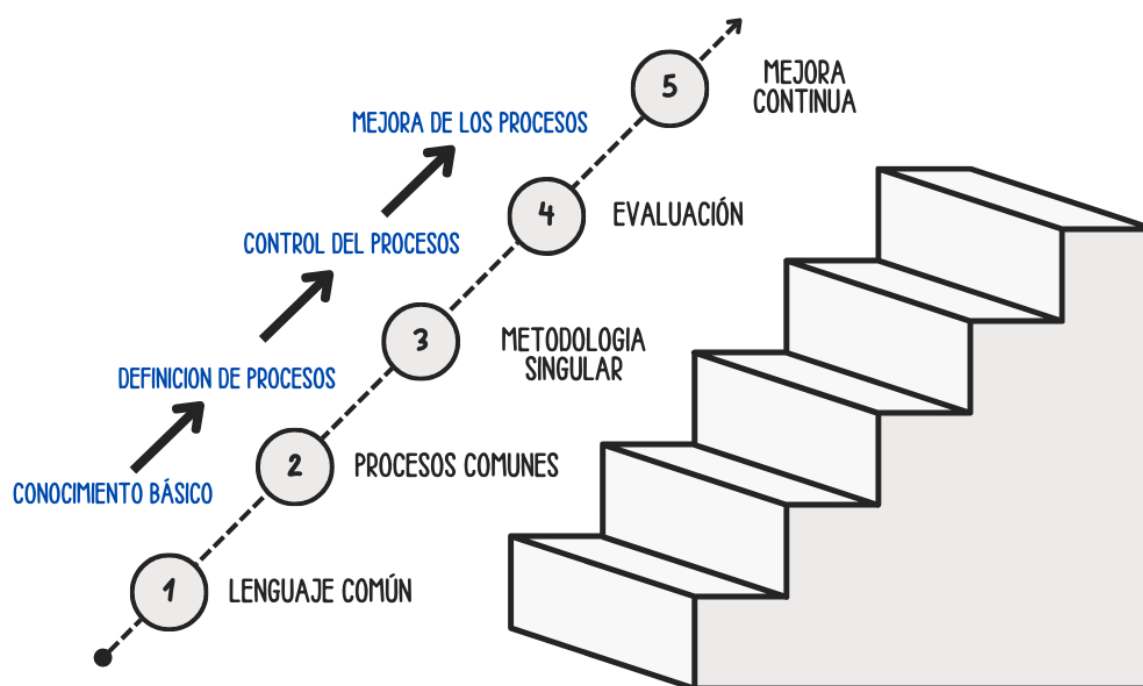 5
MEJORA
CONTINUA
MEJORA DE LOS PROCESOS
4
EVALUACIÓN
CONTROL DEL PROCESOS
3
METODOLOGIA
SINGULAR
DEFINICION DE PROCESOS
2
PROCESOS COMUNES
CONOCIMIENTO BÁSICO
1
LENGUAJE COMÚN